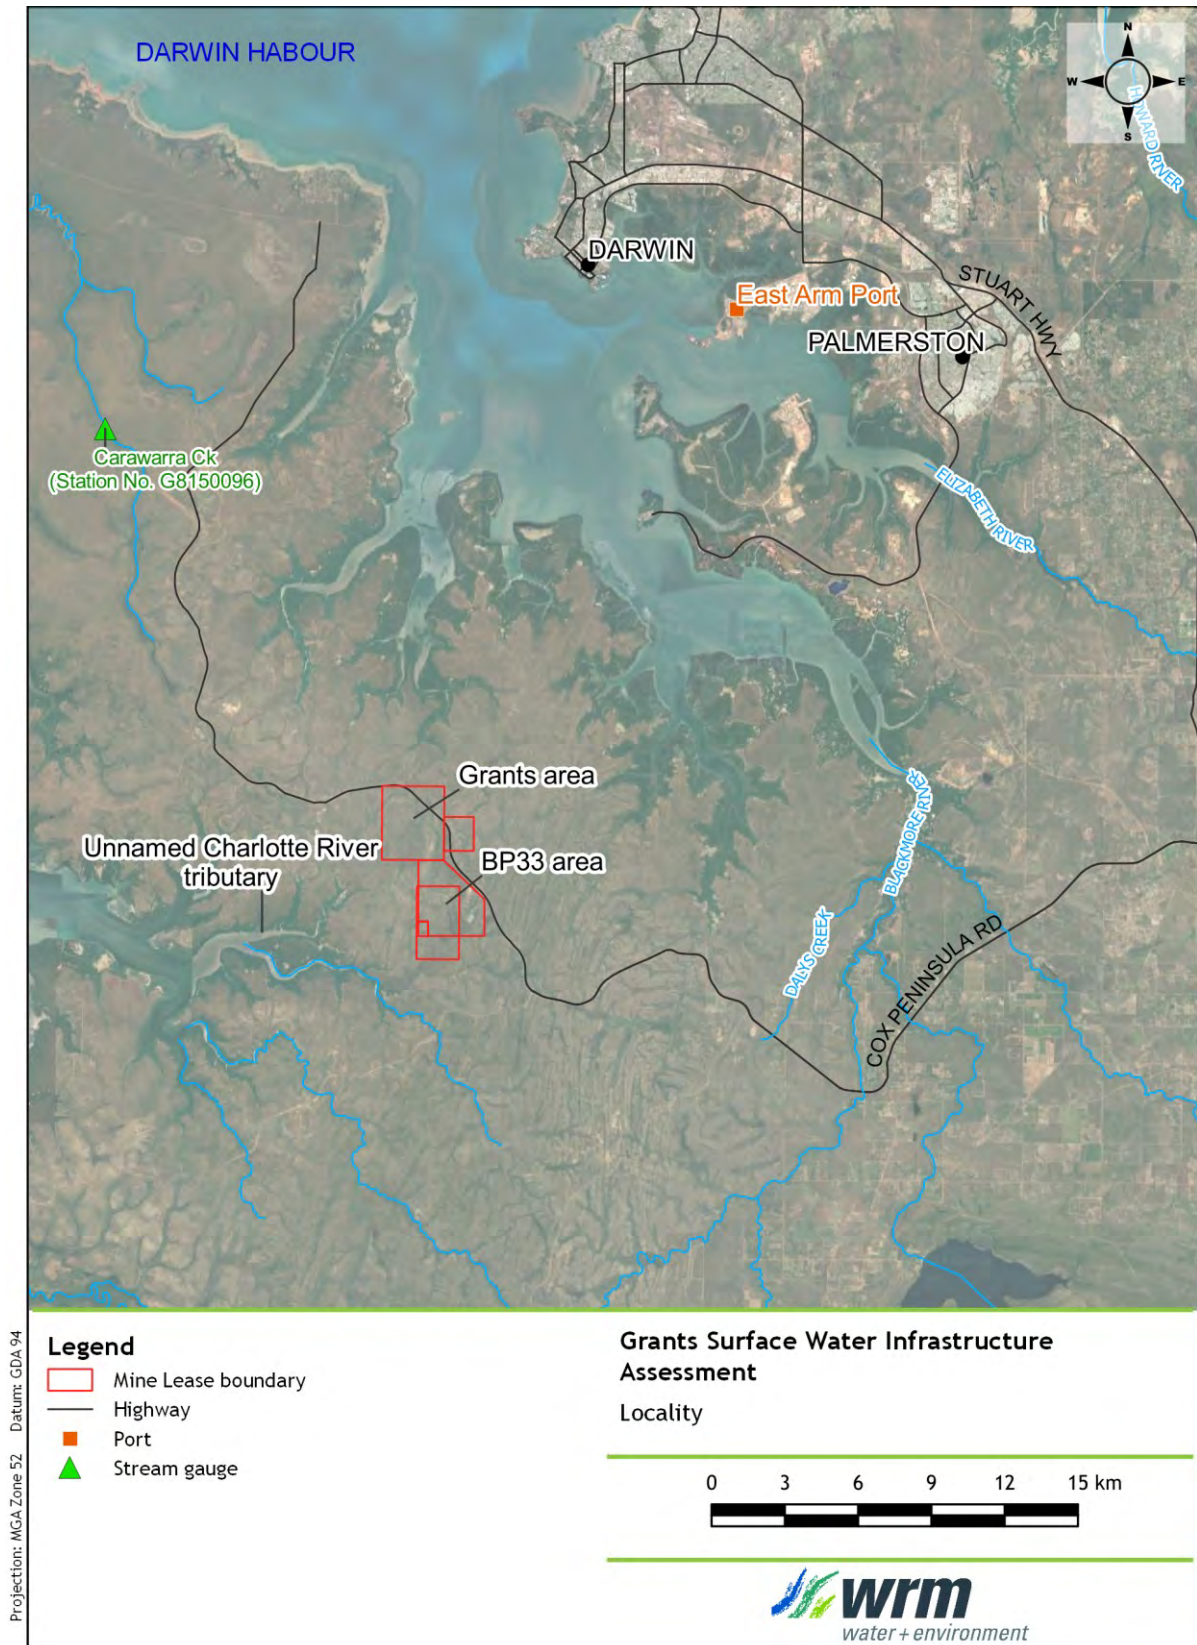 DARWIN HABOUR
N
W
E
S
HOWARD RIVER
DARWIN
East Arm Port
STUART HWY
PALMERSTON
Carawarra Ck
(Station No. G8150096)
ELIZABETH RIVER
Grants area
Unnamed Charlotte River
tributary
BP33 area
BLACKMORE RIVER
DALYS CREEK
COX PENINSULA RD
Projection: MGA Zone 52 Datum: GDA 94
Legend
Mine Lease boundary
Highway
Port
Stream gauge
Grants Surface Water Infrastructure
Assessment
Locality
0 3 6 9 12 15 km
wrm
water + environment